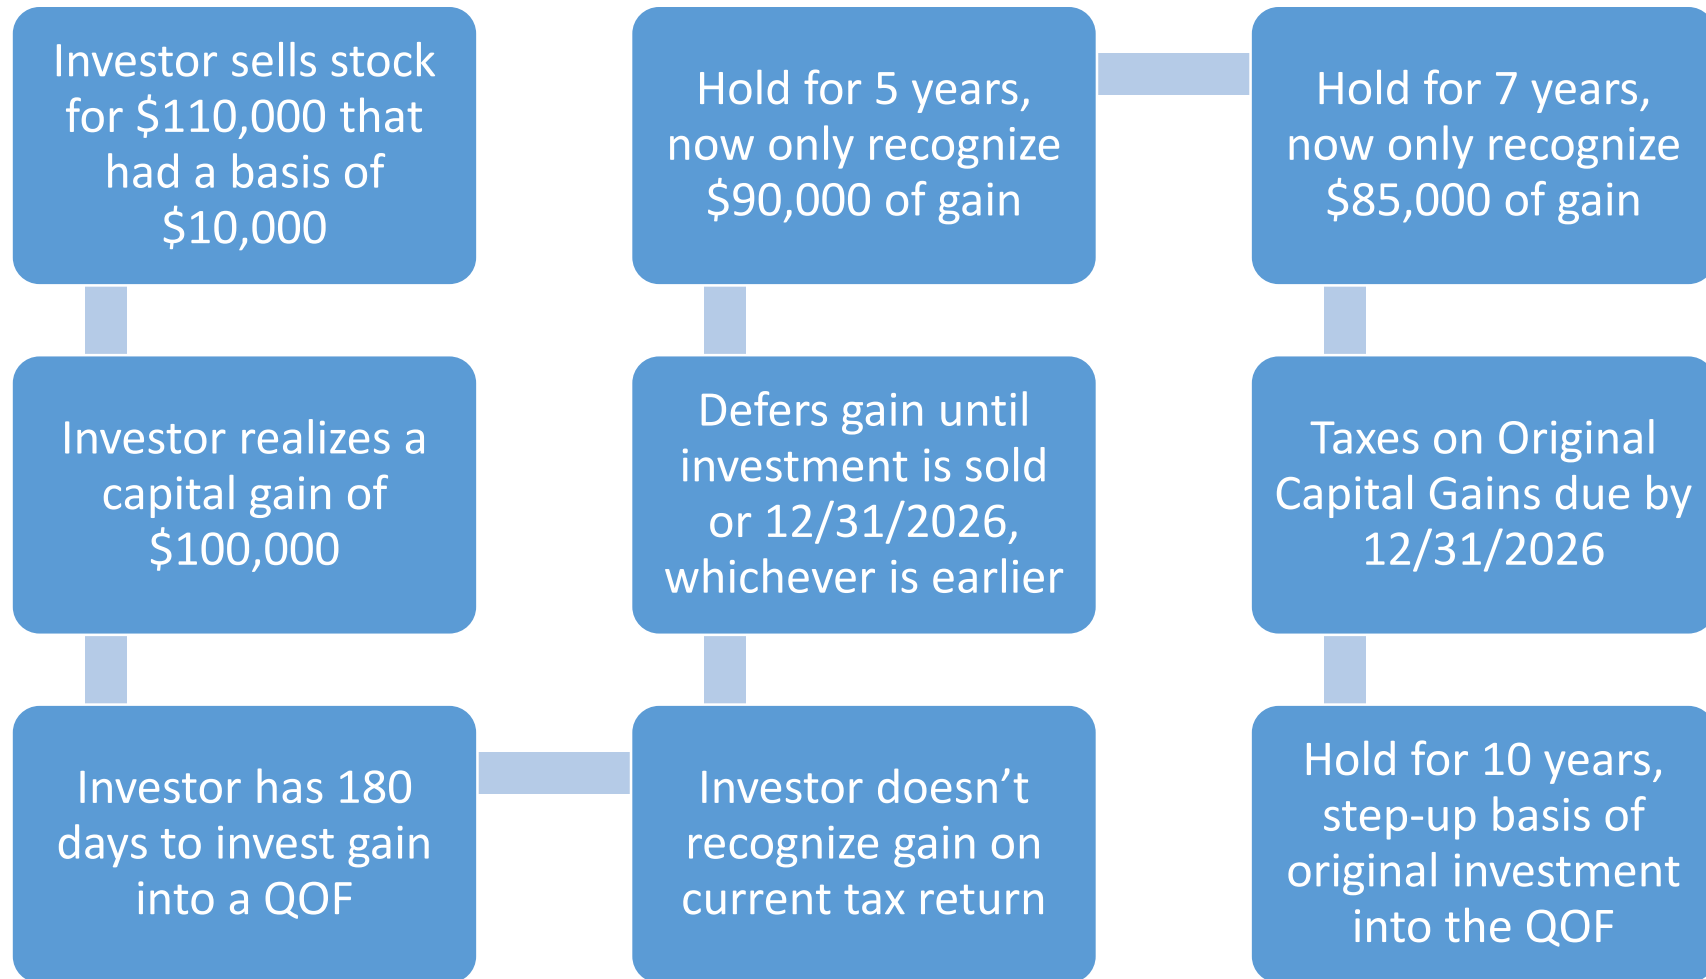 Investor sells stock
for $110,000 that
had a basis of
$10,000
Investor realizes a
capital gain of
$100,000
Investor has 180
days to invest gain
into a QOF
Investor doesn’t
recognize gain on
current tax return
Defers gain until
investment is sold
or 12/31/2026,
whichever is earlier
Hold for 5 years,
now only recognize
$90,000 of gain
Hold for 7 years,
now only recognize
$85,000 of gain
Taxes on Original
Capital Gains due by
12/31/2026
Hold for 10 years,
step-up basis of
original investment
into the QOF